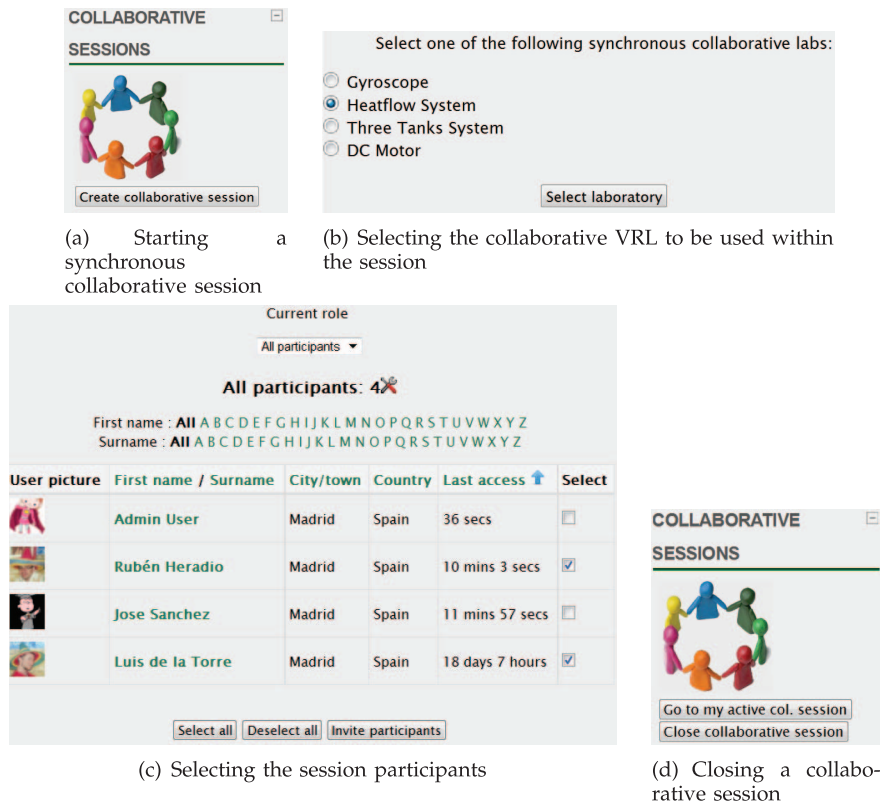 COLLABORATIVE
SESSIONS
Create collaborative session
(a) Starting a
synchronous
collaborative session
Select one of the following synchronous collaborative labs:
Gyroscope
Heatflow System
Three Tanks System
DC Motor
Select laboratory
(b) Selecting the collaborative VRL to be used within
the session
Current role
All participants
All participants: 4
First name : All A B C D E F G H I J K L M N O P Q R S T U V W X Y Z
Surname : All A B C D E F G H I J K L M N O P Q R S T U V W X Y Z
User picture First name / Surname City/town Country Last access Select
Admin User Madrid Spain 36 secs
Rubén Heradio Madrid Spain 10 mins 3 secs
Jose Sanchez Madrid Spain 11 mins 57 secs
Luis de la Torre Madrid Spain 18 days 7 hours
Select all Deselect all Invite participants
(c) Selecting the session participants
COLLABORATIVE
SESSIONS
Go to my active col. session
Close collaborative session
(d) Closing a collabo-
rative session